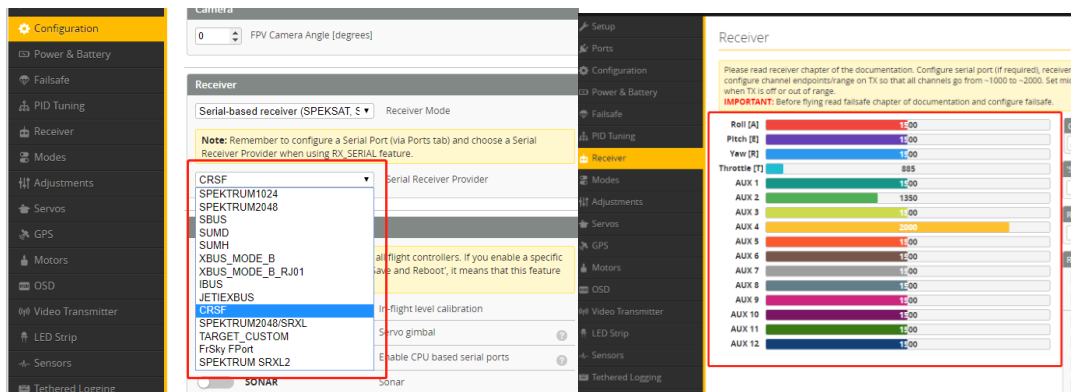 Configuration
Power & Battery
Failsafe
PID Tuning
Receiver
Modes
Adjustments
Servos
GPS
Motors
OSD
Video Transmitter
LED Strip
Sensors
Tethered Logging
Camera
0 FPV Camera Angle [degrees]
Receiver
Serial-based receiver (SPEKSAT, S Receiver Mode
Note: Remember to configure a Serial Port (via Ports tab) and choose a Serial
Receiver Provider when using RX_SERIAL feature.
CRSF Serial Receiver Provider
SPEKTRUM1024
SPEKTRUM2048
SBUS
SUMD
SUMH
XBUS_MODE_B
XBUS_MODE_B_RJ01
IBUS
JETIEXBUS
CRSF
SPEKTRUM2048/SRXL
TARGET_CUSTOM
FrSky FPort
SPEKTRUM SRXL2
all flight controllers. If you enable a specific
ave and Reboot', it means that this feature
In-flight level calibration
Servo gimbal
Enable CPU based serial ports
SONAR Sonar
Setup
Ports
Configuration
Power & Battery
Failsafe
PID Tuning
Receiver
Modes
Adjustments
Servos
GPS
Motors
OSD
Video Transmitter
LED Strip
Sensors
Tethered Logging
Receiver
Please read receiver chapter of the documentation. Configure serial port (if required), receiver
configure channel endpoints/range on TX so that all channels go from ~1000 to ~2000. Set mid
when TX is off or out of range.
IMPORTANT: Before flying read failsafe chapter of documentation and configure failsafe.
Roll [A] 1500
Pitch [E] 1500
Yaw [R] 1500
Throttle [T] 885
AUX 1 1500
AUX 2 1350
AUX 3 1500
AUX 4 2000
AUX 5 1500
AUX 6 1500
AUX 7 1500
AUX 8 1500
AUX 9 1500
AUX 10 1500
AUX 11 1500
AUX 12 1500